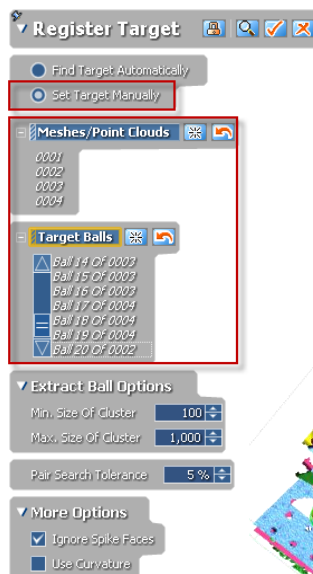 Register Target
Find Target Automatically
Set Target Manually
Meshes/Point Clouds
0001
0002
0003
0004
Target Balls
Ball 14 Of 0003
Ball 15 Of 0003
Ball 16 Of 0003
Ball 17 Of 0004
Ball 18 Of 0004
Ball 19 Of 0004
Ball 20 Of 0002
Extract Ball Options
Min. Size Of Cluster 100
Max. Size Of Cluster 1,000
Pair Search Tolerance 5 %
More Options
Ignore Spike Faces
Use Curvature